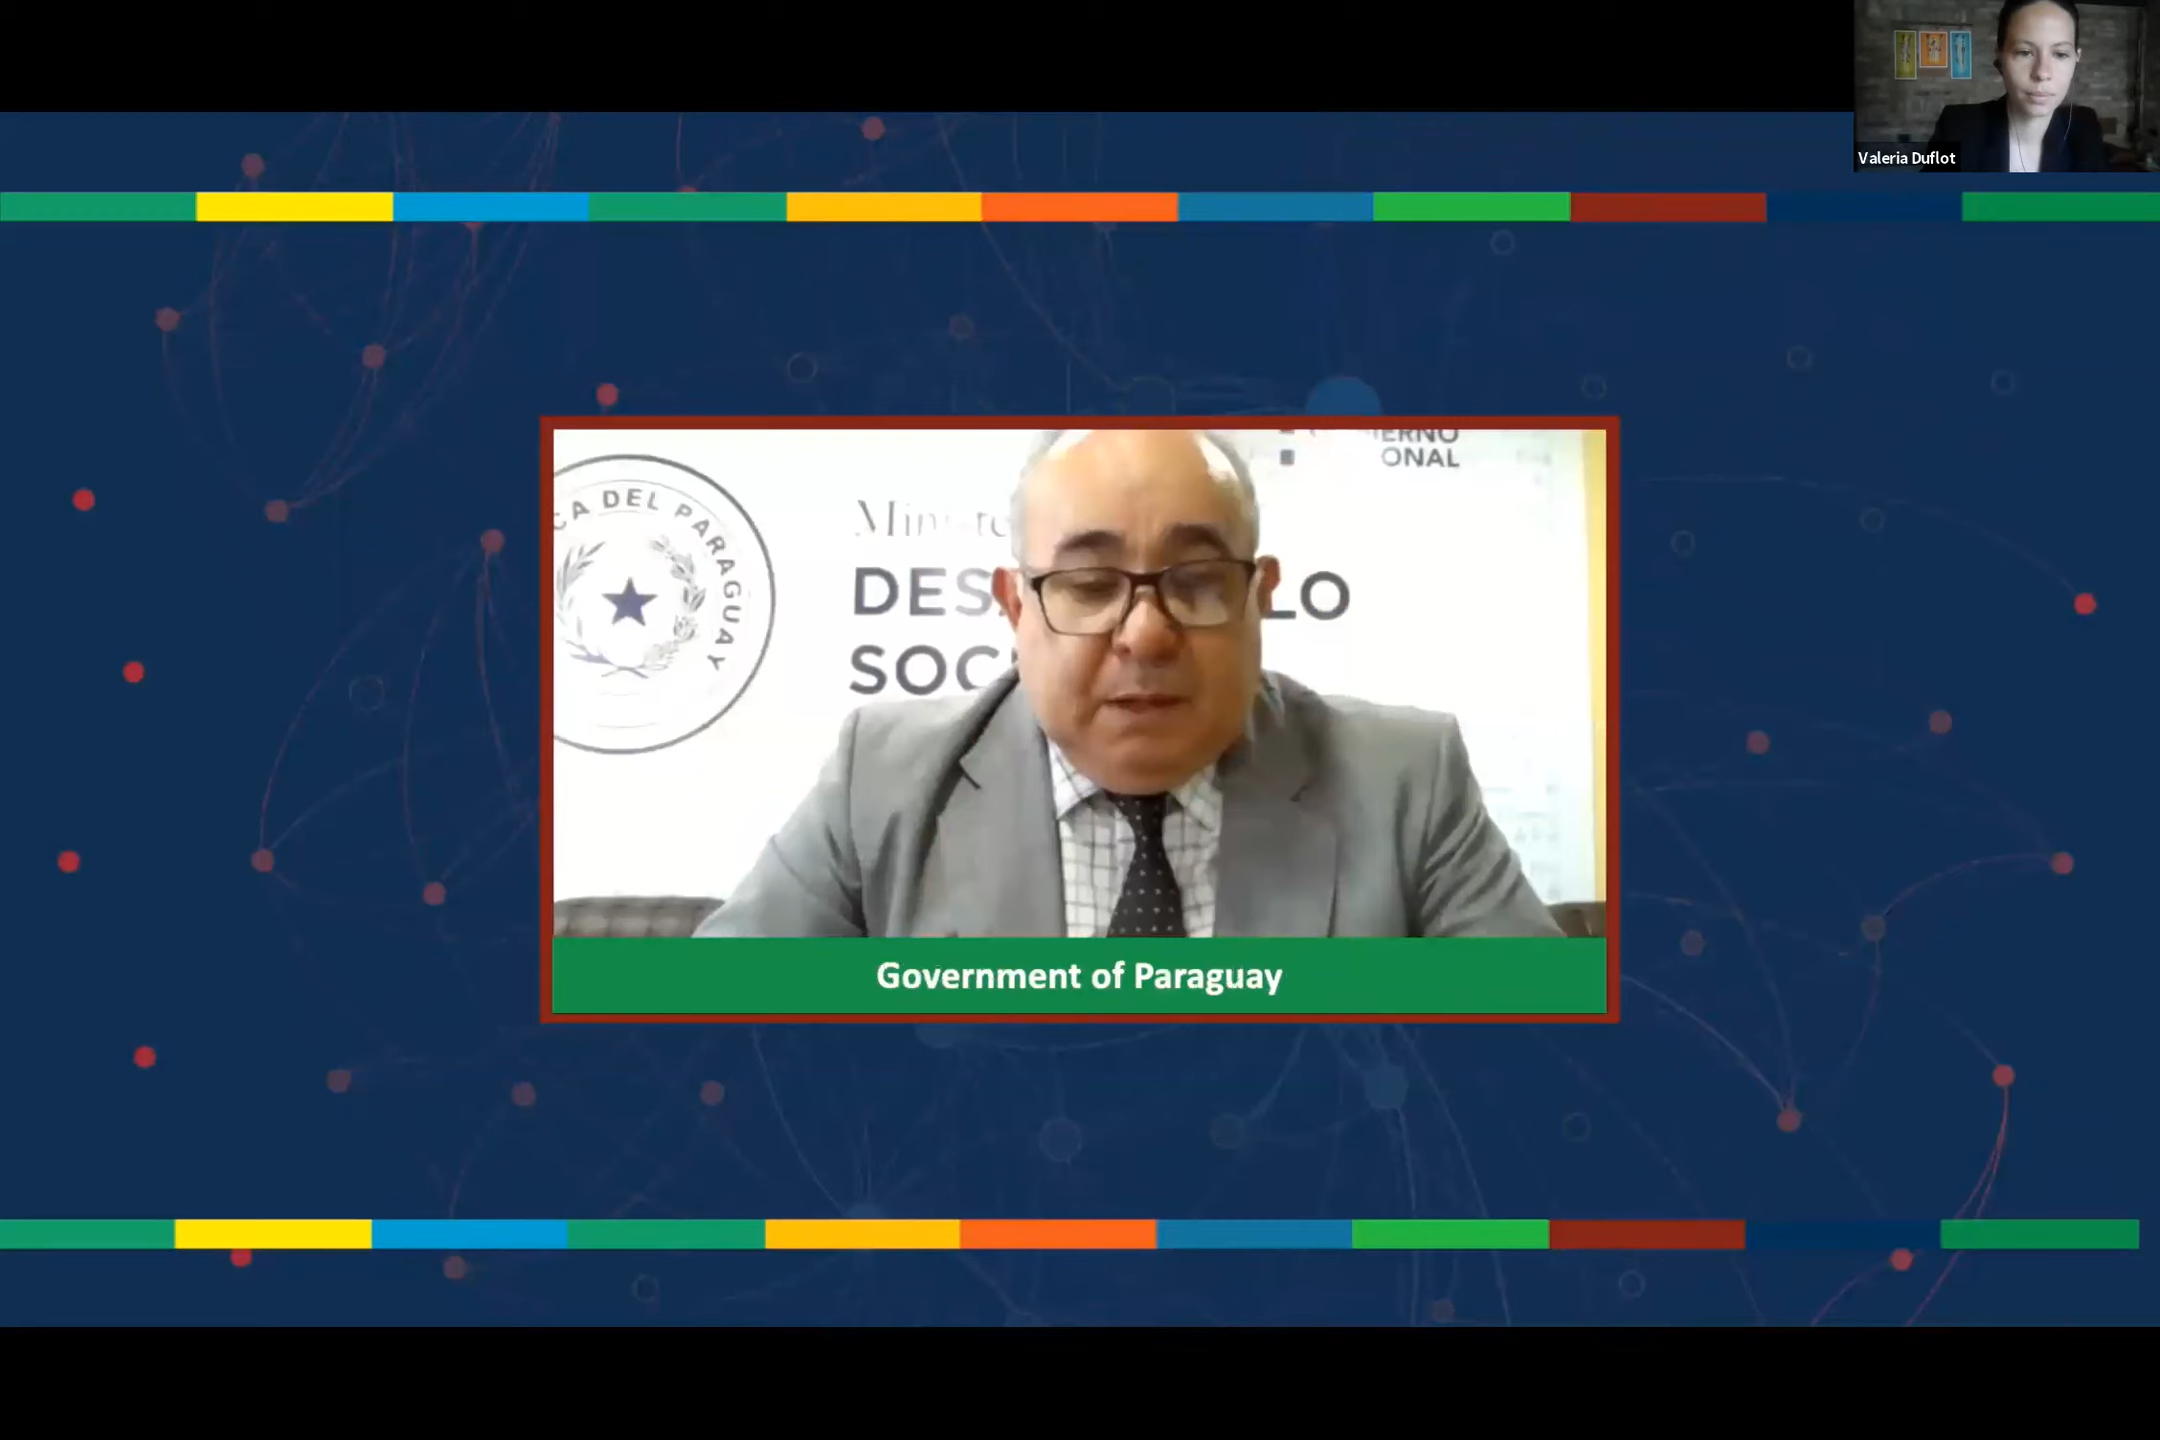 Valeria Duflot
ERNO
ONAL
CA DEL PARAGUAY
DES
LO
SOC
Government of Paraguay